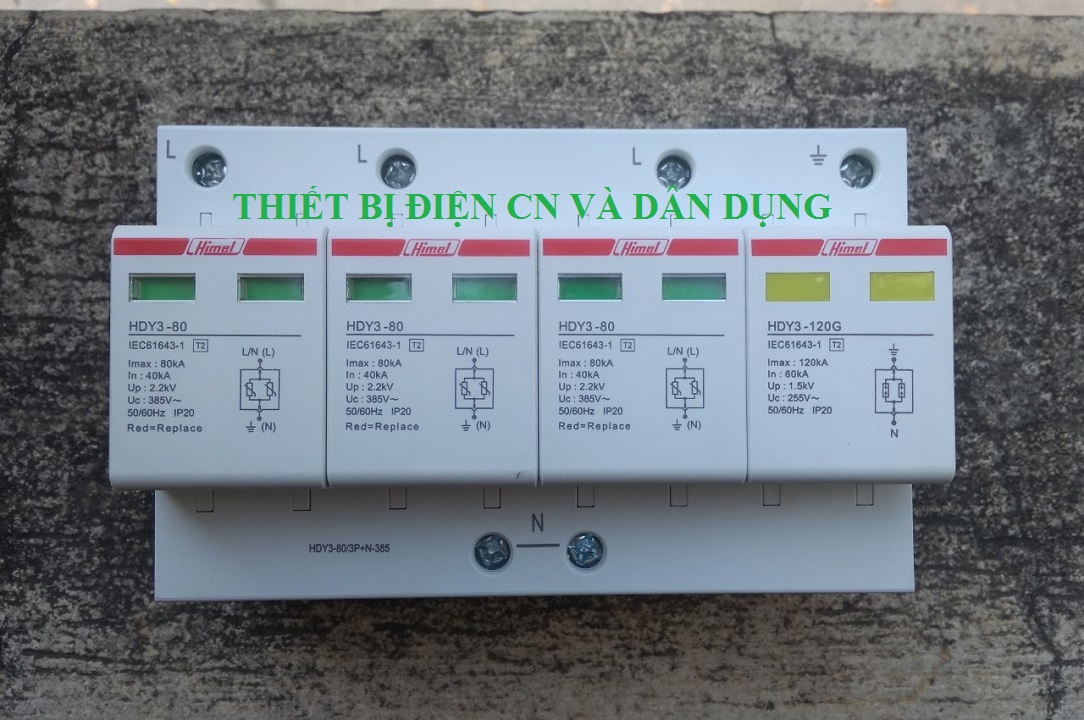 L L L
THIẾT BỊ ĐIỆN CN VÀ DÂN DỤNG
Himel
HDY3-80
IEC61643-1 T2
Imax : 80kA
In : 40kA
Up : 2.2kV
Uc : 385V~
50/60Hz IP20
Red=Replace
L/N (L)
(N)
Himel
HDY3-80
IEC61643-1 T2
Imax : 80kA
In : 40kA
Up : 2.2kV
Uc : 385V~
50/60Hz IP20
Red=Replace
L/N (L)
(N)
Himel
HDY3-80
IEC61643-1 T2
Imax : 80kA
In : 40kA
Up : 2.2kV
Uc : 385V~
50/60Hz IP20
Red=Replace
L/N (L)
(N)
Himel
HDY3-120G
IEC61643-1 T2
Imax : 120kA
In : 60kA
Up : 1.5kV
Uc : 255V~
50/60Hz IP20
N
N
HDY3-80/3P+N-385